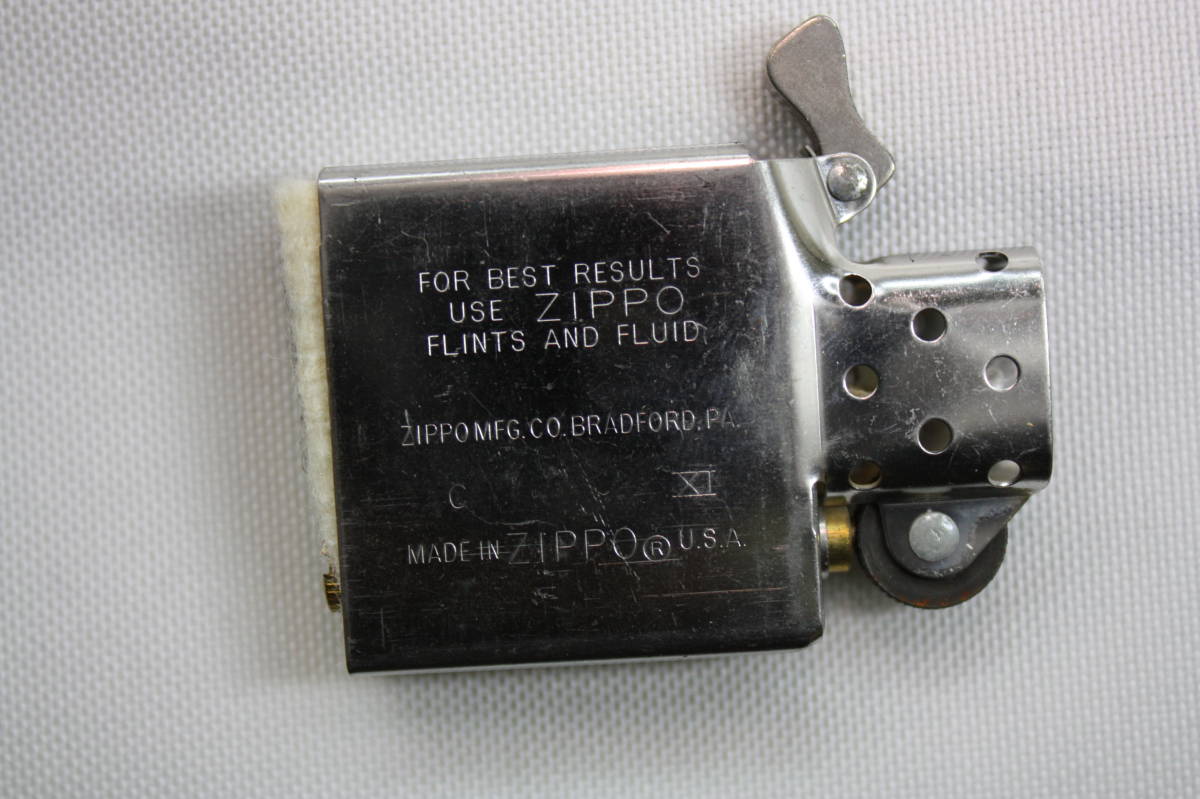 FOR BEST RESULTS
USE ZIPPO
FLINTS AND FLUID
ZIPPO MFG. CO. BRADFORD. PA.
C XI
MADE IN ZIPPO® U.S.A.